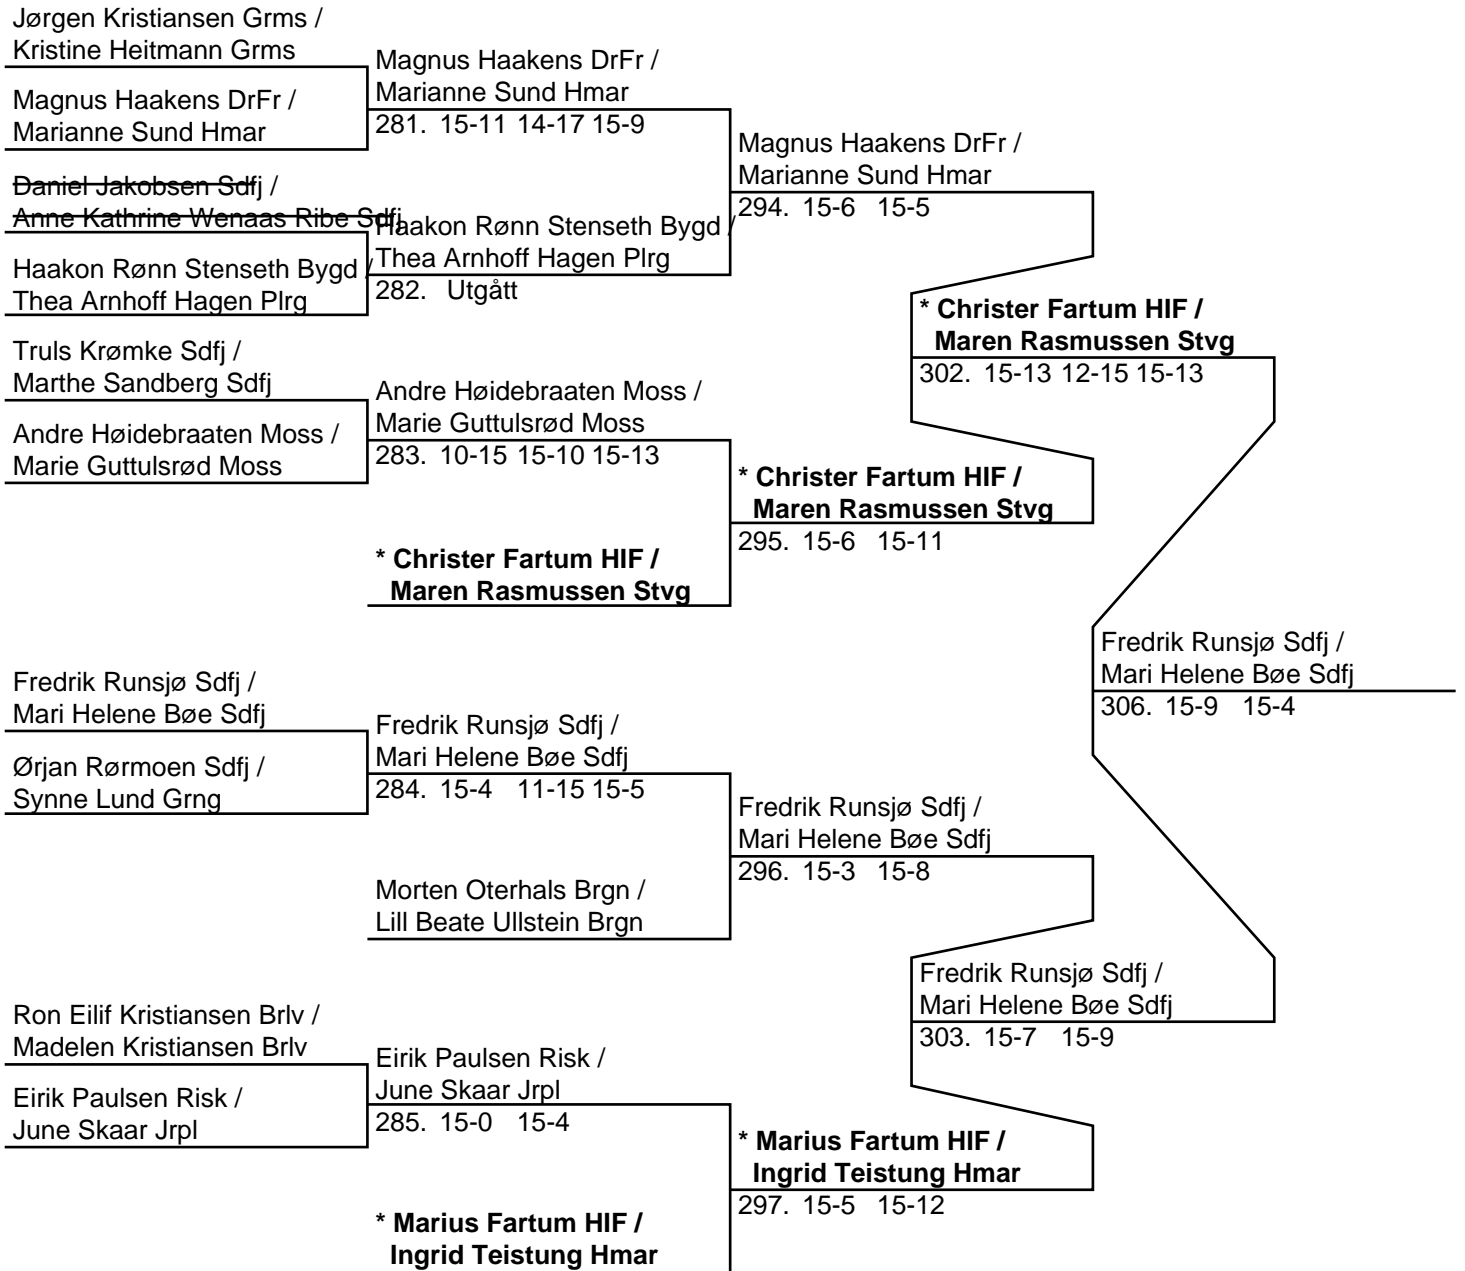 Jørgen Kristiansen Grms /
Kristine Heitmann Grms
Magnus Haakens DrFr /
Marianne Sund Hmar
Daniel Jakobsen Sdfj /
Anne Kathrine Wenaas Ribe Sdfj
Haakon Rønn Stenseth Bygd /
Thea Arnhoff Hagen Plrg
Truls Krømke Sdfj /
Marthe Sandberg Sdfj
Andre Høidebraaten Moss /
Marie Guttulsrød Moss
Fredrik Runsjø Sdfj /
Mari Helene Bøe Sdfj
Ørjan Rørmoen Sdfj /
Synne Lund Grng
Ron Eilif Kristiansen Brlv /
Madelen Kristiansen Brlv
Eirik Paulsen Risk /
June Skaar Jrpl
Magnus Haakens DrFr /
Marianne Sund Hmar
281. 15-11 14-17 15-9
Haakon Rønn Stenseth Bygd /
Thea Arnhoff Hagen Plrg
282. Utgått
Andre Høidebraaten Moss /
Marie Guttulsrød Moss
283. 10-15 15-10 15-13
* Christer Fartum HIF /
Maren Rasmussen Stvg
Fredrik Runsjø Sdfj /
Mari Helene Bøe Sdfj
284. 15-4 11-15 15-5
Morten Oterhals Brgn /
Lill Beate Ullstein Brgn
Eirik Paulsen Risk /
June Skaar Jrpl
285. 15-0 15-4
* Marius Fartum HIF /
Ingrid Teistung Hmar
Magnus Haakens DrFr /
Marianne Sund Hmar
294. 15-6 15-5
* Christer Fartum HIF /
Maren Rasmussen Stvg
295. 15-6 15-11
Fredrik Runsjø Sdfj /
Mari Helene Bøe Sdfj
296. 15-3 15-8
* Marius Fartum HIF /
Ingrid Teistung Hmar
297. 15-5 15-12
* Christer Fartum HIF /
Maren Rasmussen Stvg
302. 15-13 12-15 15-13
Fredrik Runsjø Sdfj /
Mari Helene Bøe Sdfj
303. 15-7 15-9
Fredrik Runsjø Sdfj /
Mari Helene Bøe Sdfj
306. 15-9 15-4